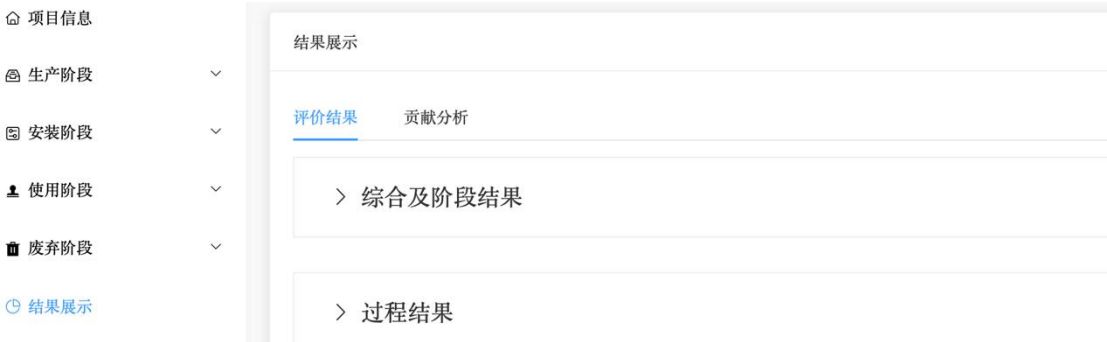 项目信息
生产阶段
安装阶段
使用阶段
废弃阶段
结果展示
结果展示
评价结果 贡献分析
综合及阶段结果
过程结果